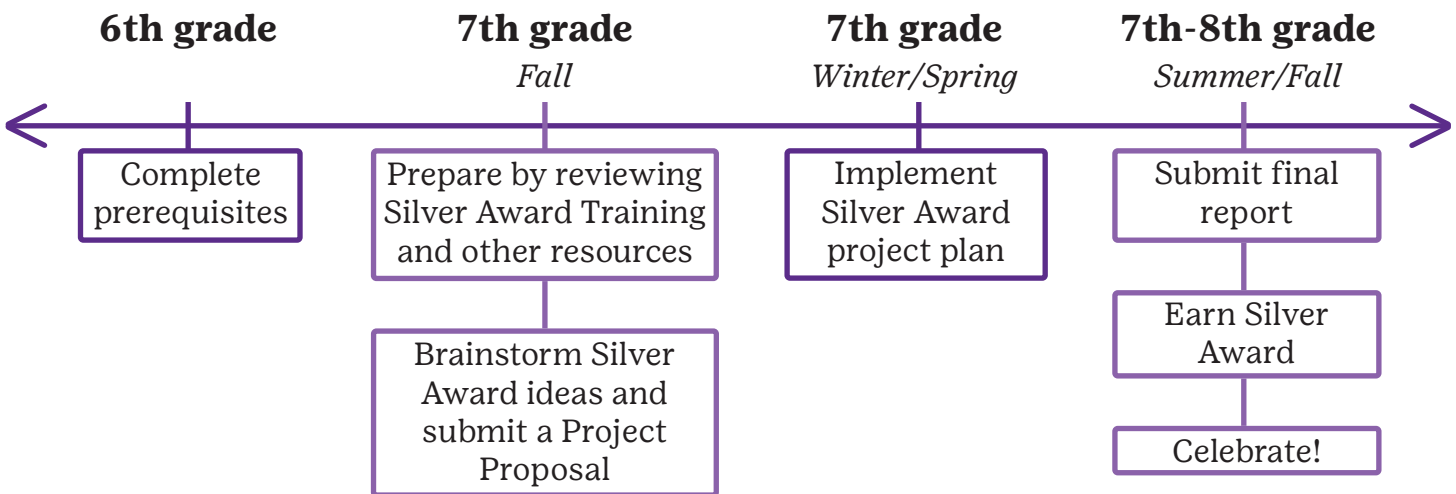 6th grade
Complete
prerequisites
7th grade
Fall
Prepare by reviewing
Silver Award Training
and other resources
Brainstorm Silver
Award ideas and
submit a Project
Proposal
7th grade
Winter/Spring
Implement
Silver Award
project plan
7th-8th grade
Summer/Fall
Submit final
report
Earn Silver
Award
Celebrate!